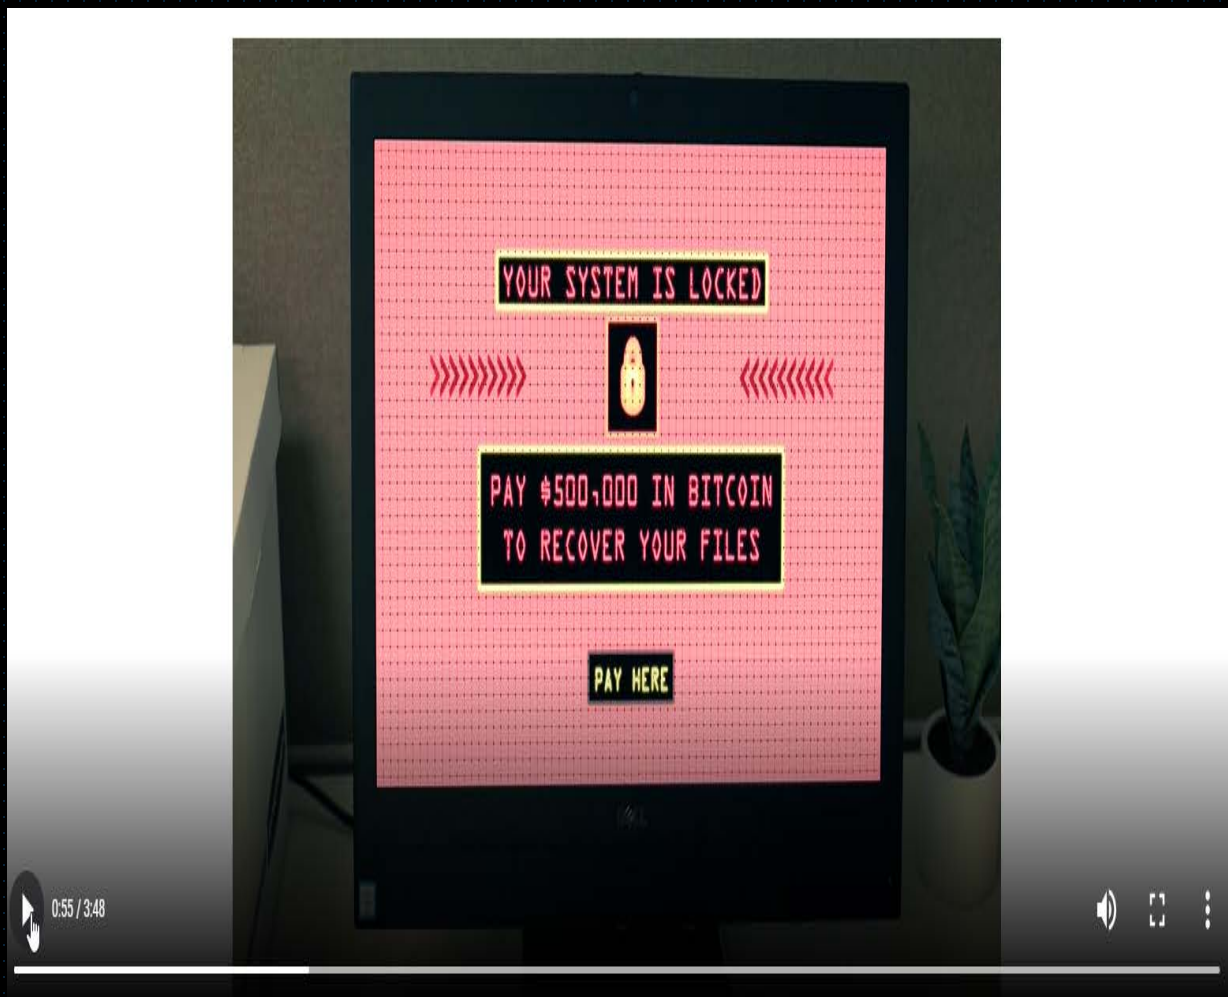 YOUR SYSTEM IS LOCKED
PAY $500,000 IN BITCOIN
TO RECOVER YOUR FILES
PAY HERE
DELL
0:55 / 3:48